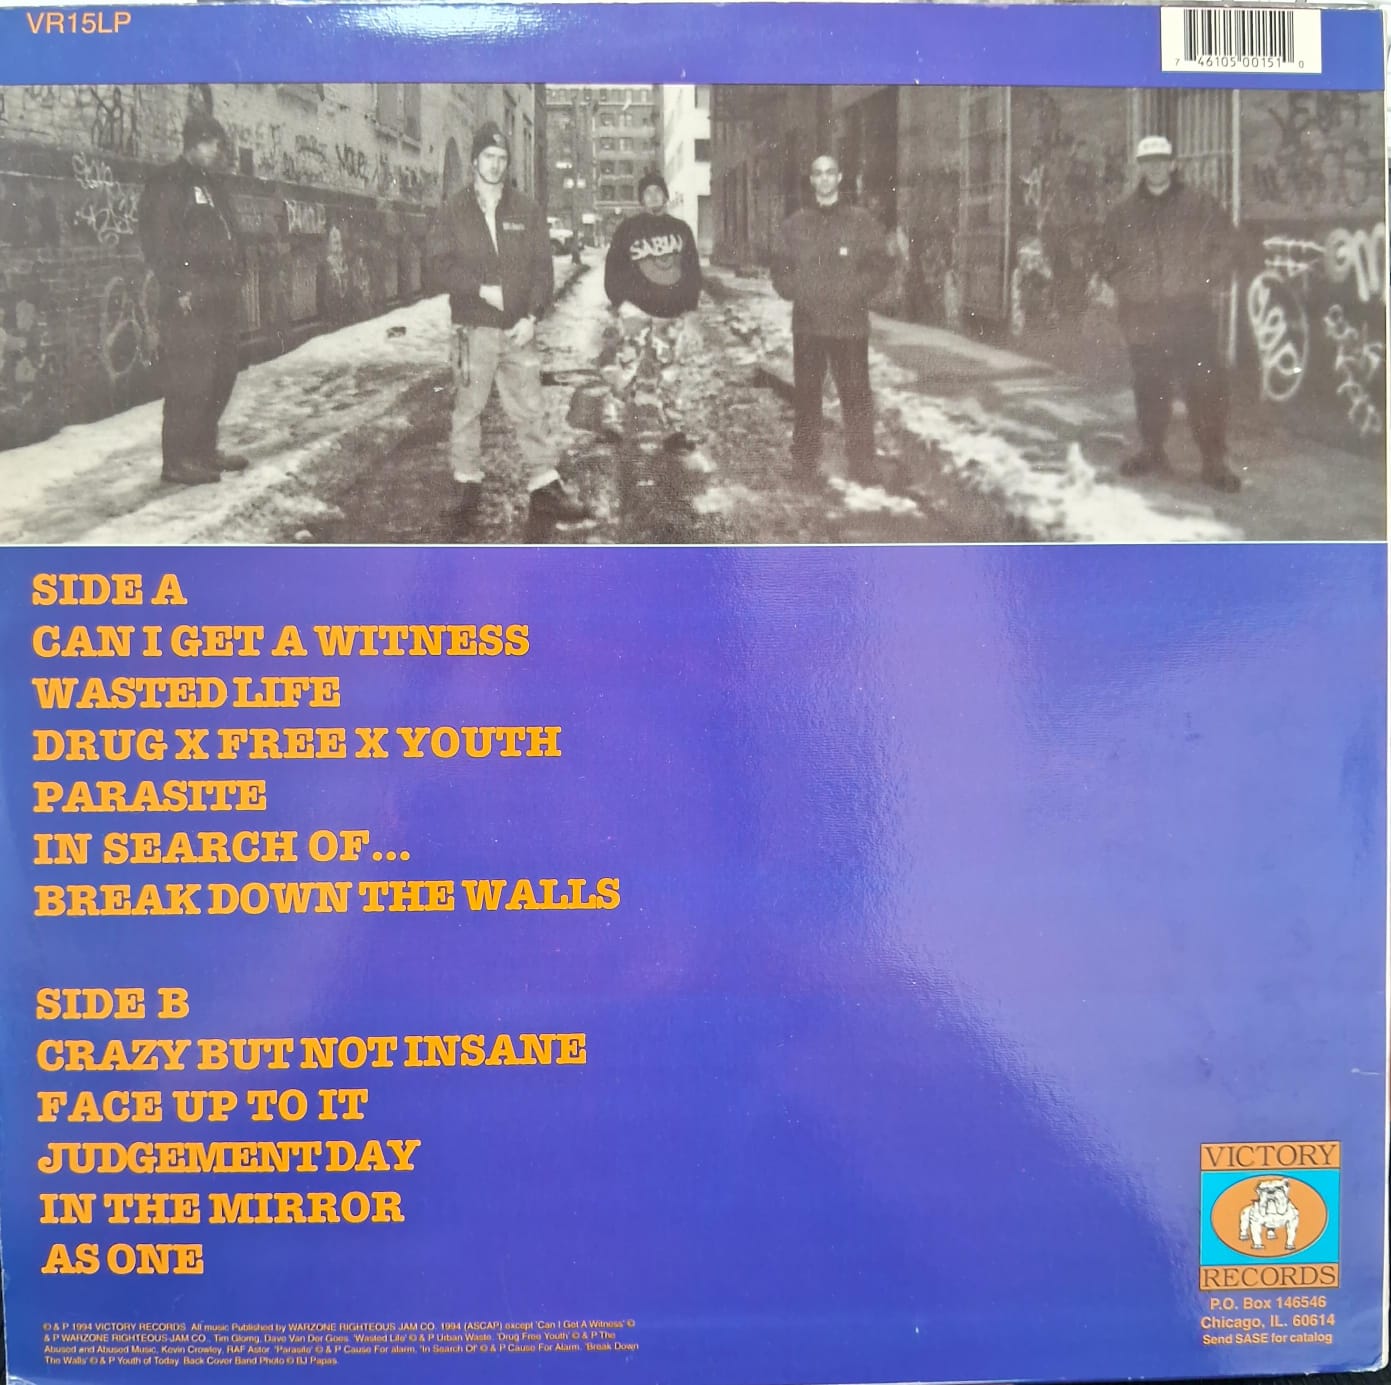 VR15LP
7 46105 00151 0
SABIAN
SIDE A
CAN I GET A WITNESS
WASTED LIFE
DRUG X FREE X YOUTH
PARASITE
IN SEARCH OF...
BREAK DOWN THE WALLS
SIDE B
CRAZY BUT NOT INSANE
FACE UP TO IT
JUDGEMENT DAY
IN THE MIRROR
AS ONE
VICTORY
RECORDS
P.O. Box 146546
Chicago, IL. 60614
Send SASE for catalog
© & P 1994 VICTORY RECORDS. All music Published by WARZONE RIGHTEOUS JAM CO. 1994 (ASCAP) except 'Can I Get A Witness' ©
& P WARZONE RIGHTEOUS JAM CO., Tim Glomg, Dave Van Der Goes. 'Wasted Life' © & P Urban Waste. 'Drug Free Youth' © & P The
Abused and Abused Music, Kevin Crowley, RAF Astor. 'Parasite' © & P Cause For alarm, 'In Search Of' © & P Cause For Alarm. 'Break Down
The Walls' © & P Youth of Today. Back Cover Band Photo © BJ Papas.